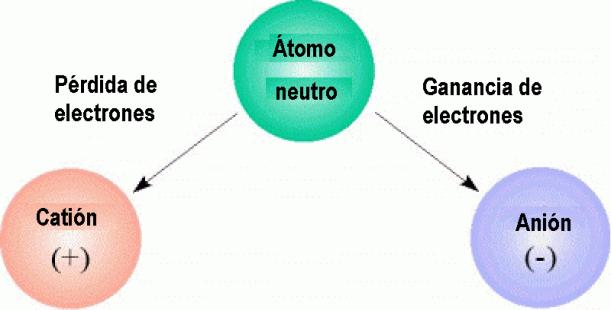 Átomo
neutro
Pérdida de
electrones
Ganancia de
electrones
Catión
(+)
Anión
(-)